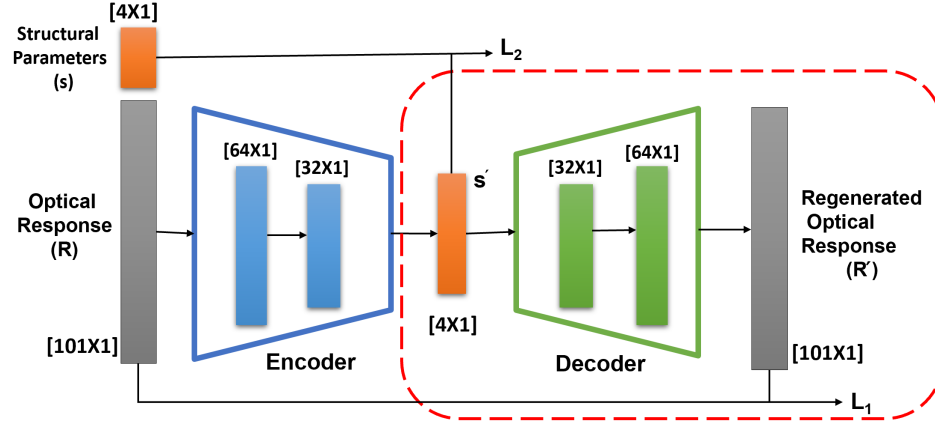 [4X1]
Structural
Parameters
(s)
L₂
[64X1]
[32X1]
s´
[32X1]
[64X1]
Optical
Response
(R)
Regenerated
Optical
Response
(R´)
[4X1]
[101X1]
Encoder
Decoder
[101X1]
L₁